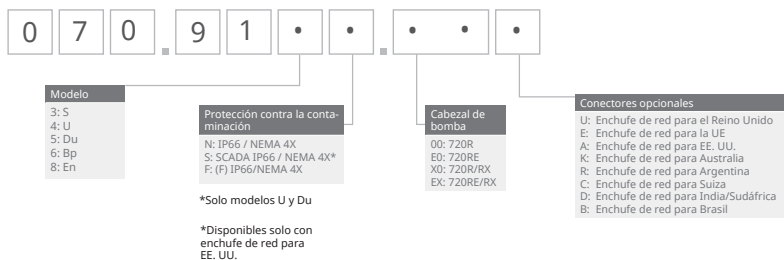 070.91••.•••
Modelo
3: S
4: U
5: Du
6: Bp
8: En
Protección contra la conta-
minación
N: IP66 / NEMA 4X
S: SCADA IP66 / NEMA 4X*
F: (F) IP66/NEMA 4X
*Solo modelos U y Du
*Disponibles solo con
enchufe de red para
EE. UU.
Cabezal de
bomba
00: 720R
E0: 720RE
X0: 720R/RX
EX: 720RE/RX
Conectores opcionales
U: Enchufe de red para el Reino Unido
E: Enchufe de red para la UE
A: Enchufe de red para EE. UU.
K: Enchufe de red para Australia
R: Enchufe de red para Argentina
C: Enchufe de red para Suiza
D: Enchufe de red para India/Sudáfrica
B: Enchufe de red para Brasil